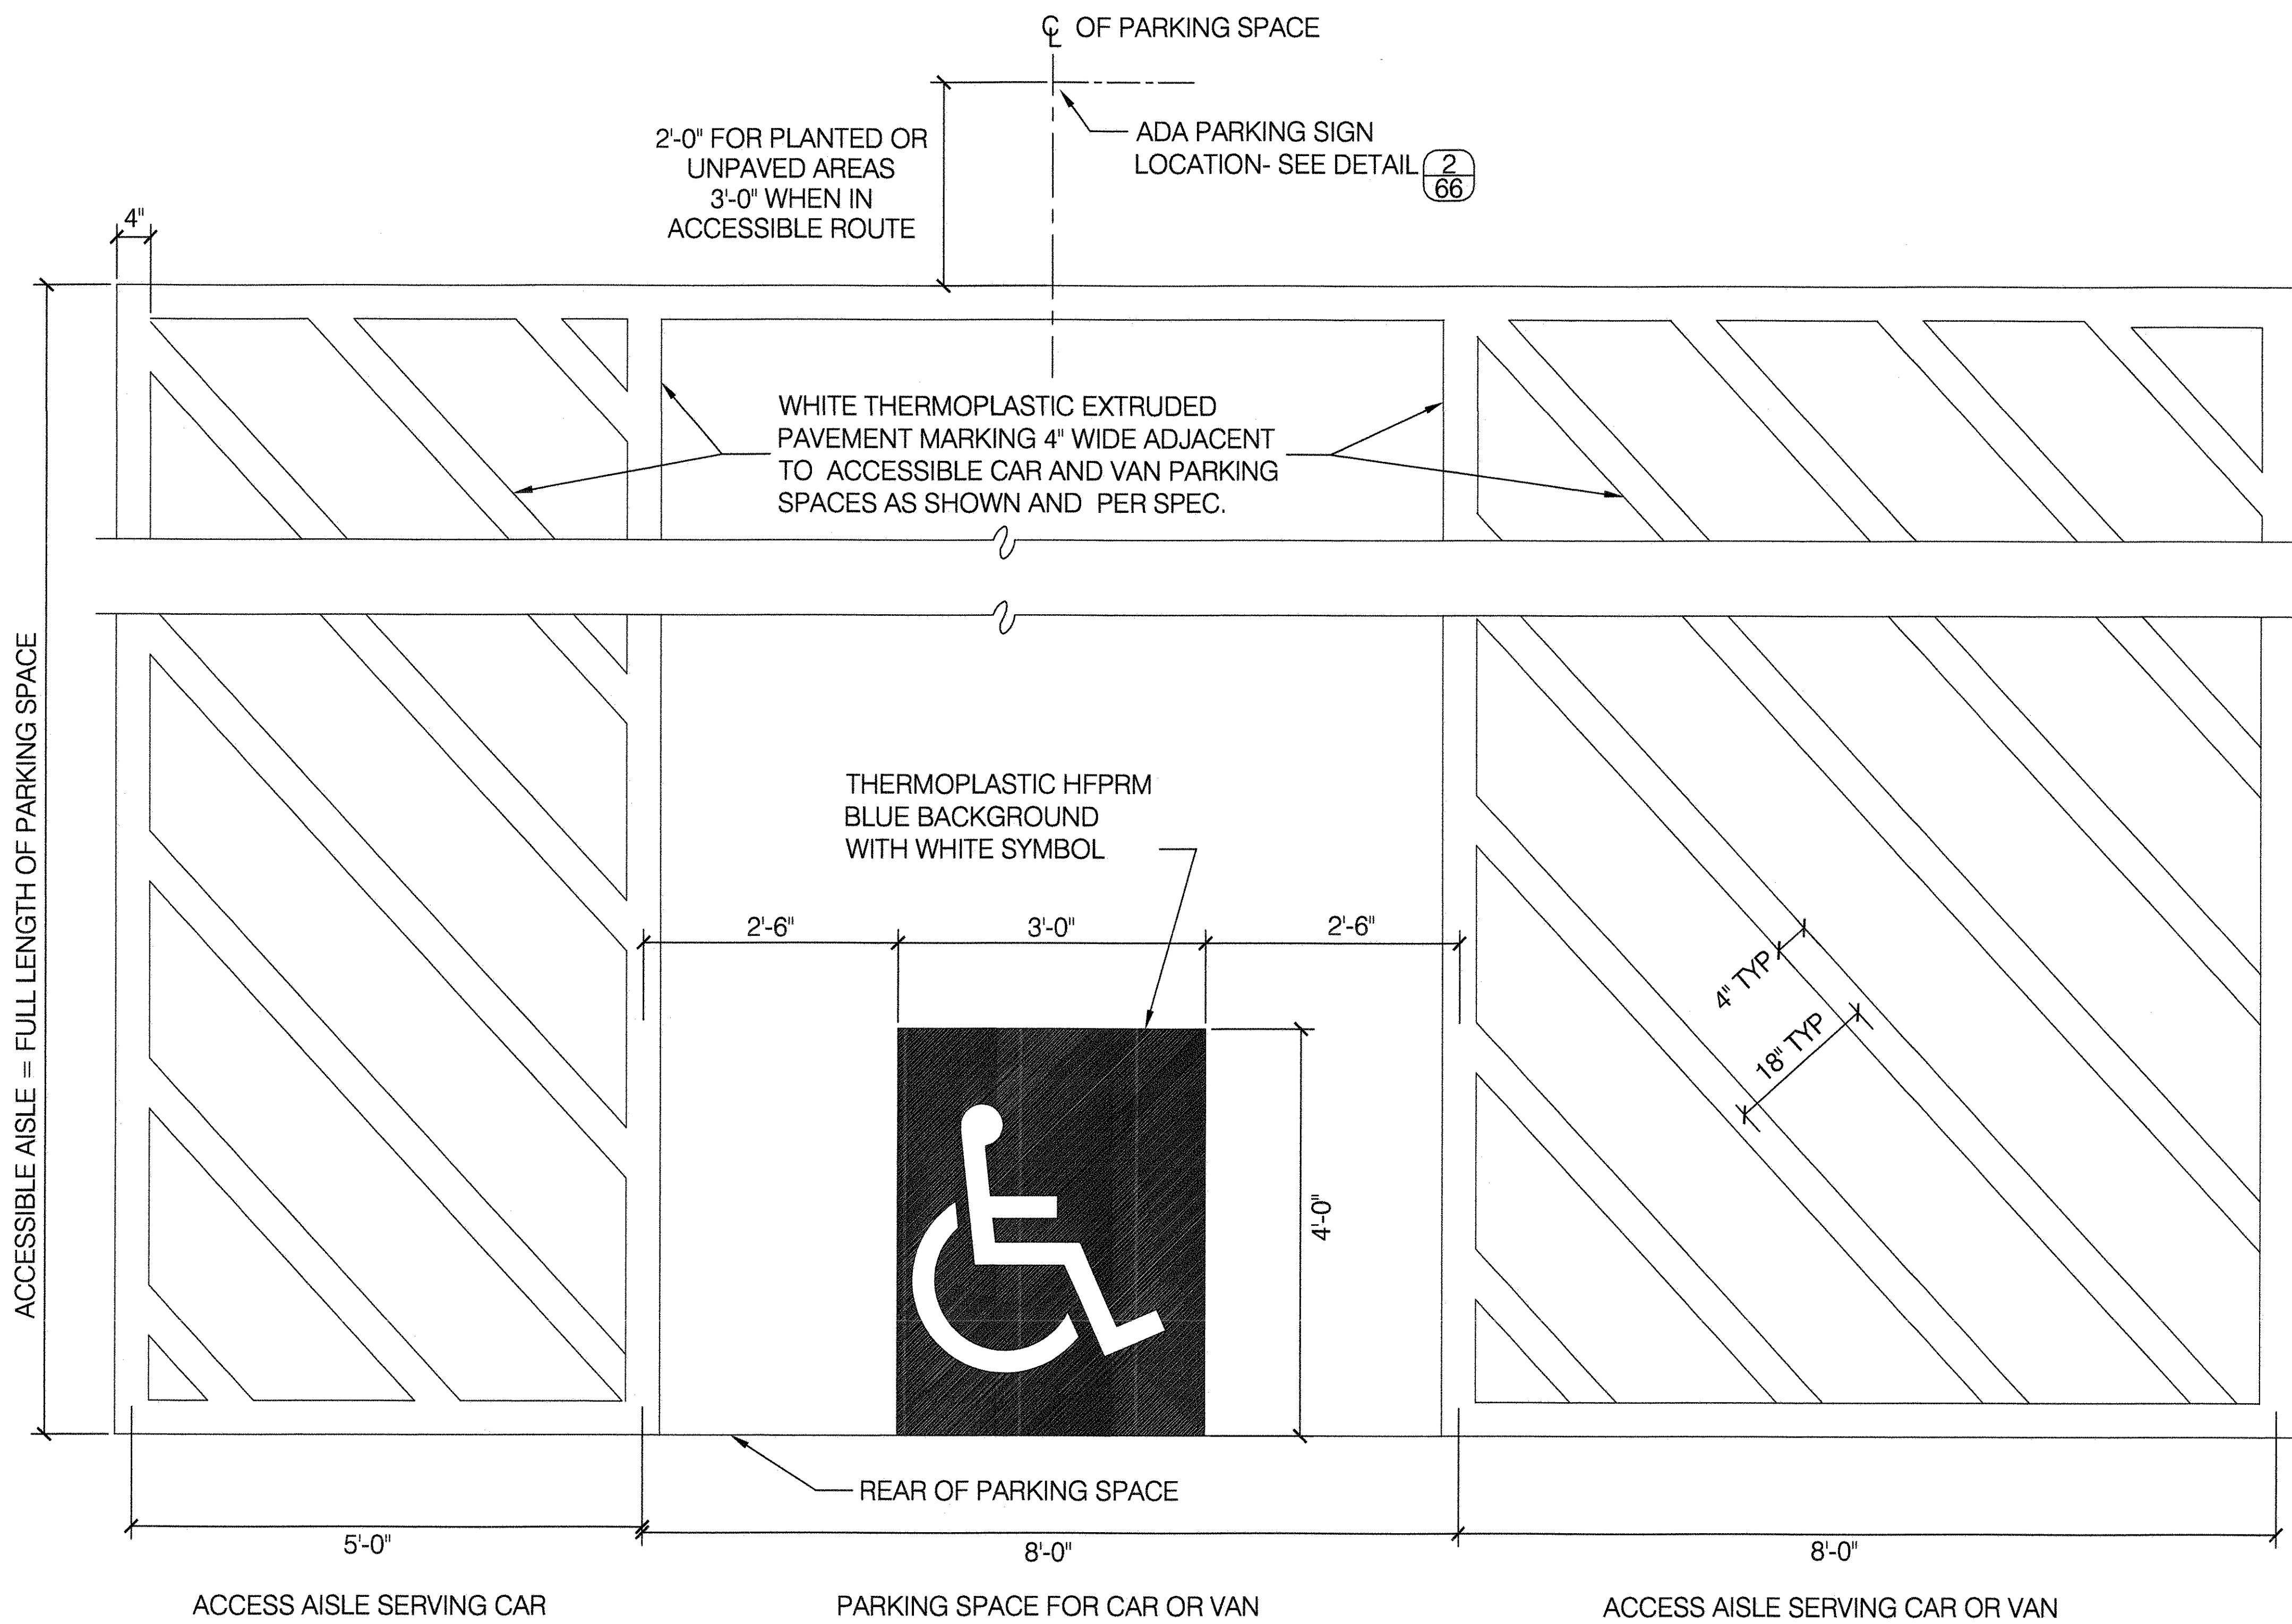 ℄ OF PARKING SPACE
2'-0" FOR PLANTED OR
UNPAVED AREAS
3'-0" WHEN IN
ACCESSIBLE ROUTE
ADA PARKING SIGN
LOCATION- SEE DETAIL 2
66
4"
WHITE THERMOPLASTIC EXTRUDED
PAVEMENT MARKING 4" WIDE ADJACENT
TO ACCESSIBLE CAR AND VAN PARKING
SPACES AS SHOWN AND PER SPEC.
ACCESSIBLE AISLE = FULL LENGTH OF PARKING SPACE
THERMOPLASTIC HFPRM
BLUE BACKGROUND
WITH WHITE SYMBOL
2'-6"
3'-0"
2'-6"
4" TYP
18" TYP
4'-0"
REAR OF PARKING SPACE
5'-0"
8'-0"
8'-0"
ACCESS AISLE SERVING CAR
PARKING SPACE FOR CAR OR VAN
ACCESS AISLE SERVING CAR OR VAN